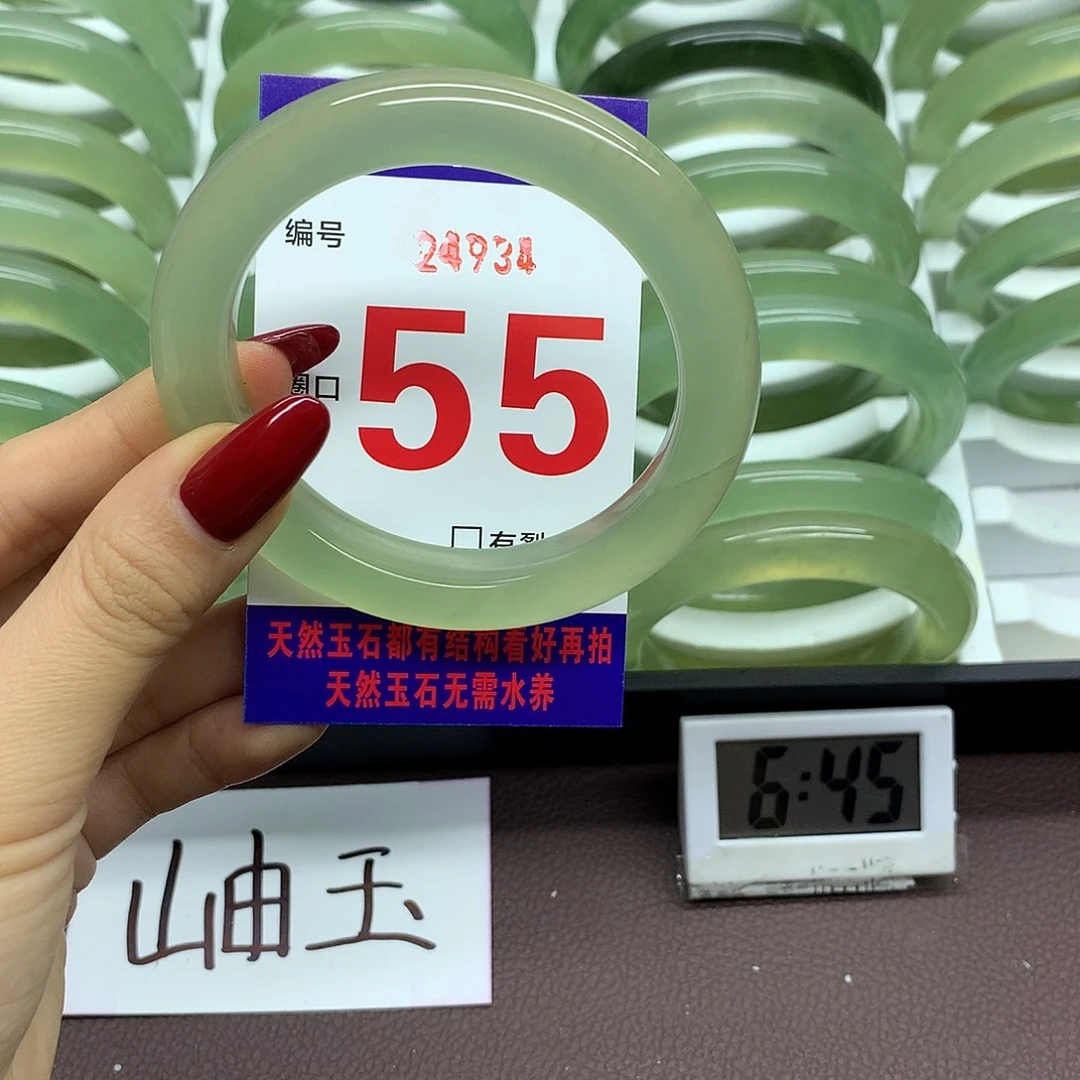 编号 24934
圈口 55
□有裂
天然玉石都有结构看好再拍
天然玉石无需水养
6:45
岫玉